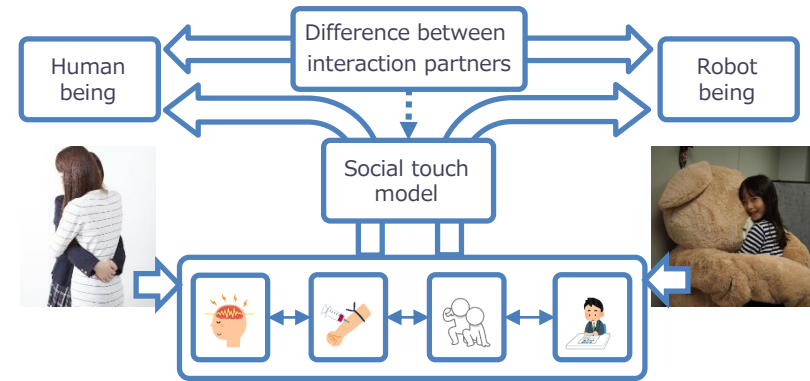 Difference between
interaction partners
Human
being
Robot
being
Social touch
model